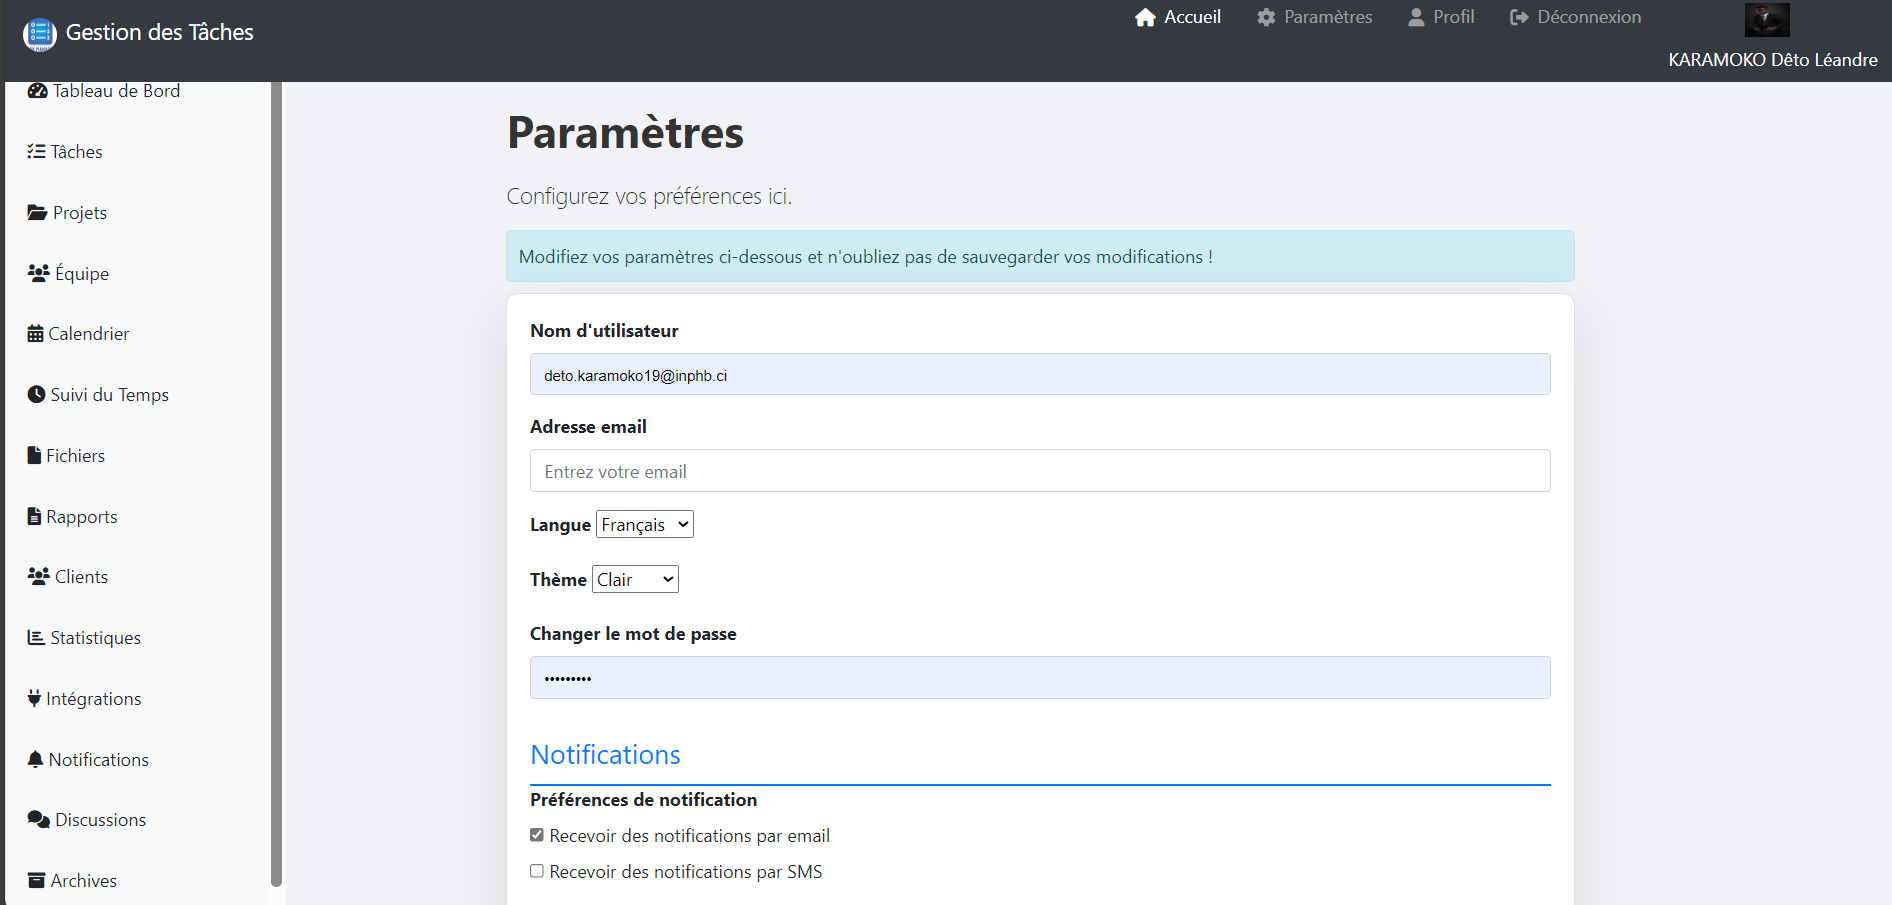 Gestion des Tâches
Accueil
Paramètres
Profil
Déconnexion
KARAMOKO Dêto Léandre
Tableau de Bord
Tâches
Projets
Équipe
Calendrier
Suivi du Temps
Fichiers
Rapports
Clients
Statistiques
Intégrations
Notifications
Discussions
Archives
Paramètres
Configurez vos préférences ici.
Modifiez vos paramètres ci-dessous et n'oubliez pas de sauvegarder vos modifications !
Nom d'utilisateur
deto.karamoko19@inphb.ci
Adresse email
Entrez votre email
Langue Français
Thème Clair
Changer le mot de passe
•••••••••
Notifications
Préférences de notification
Recevoir des notifications par email
Recevoir des notifications par SMS